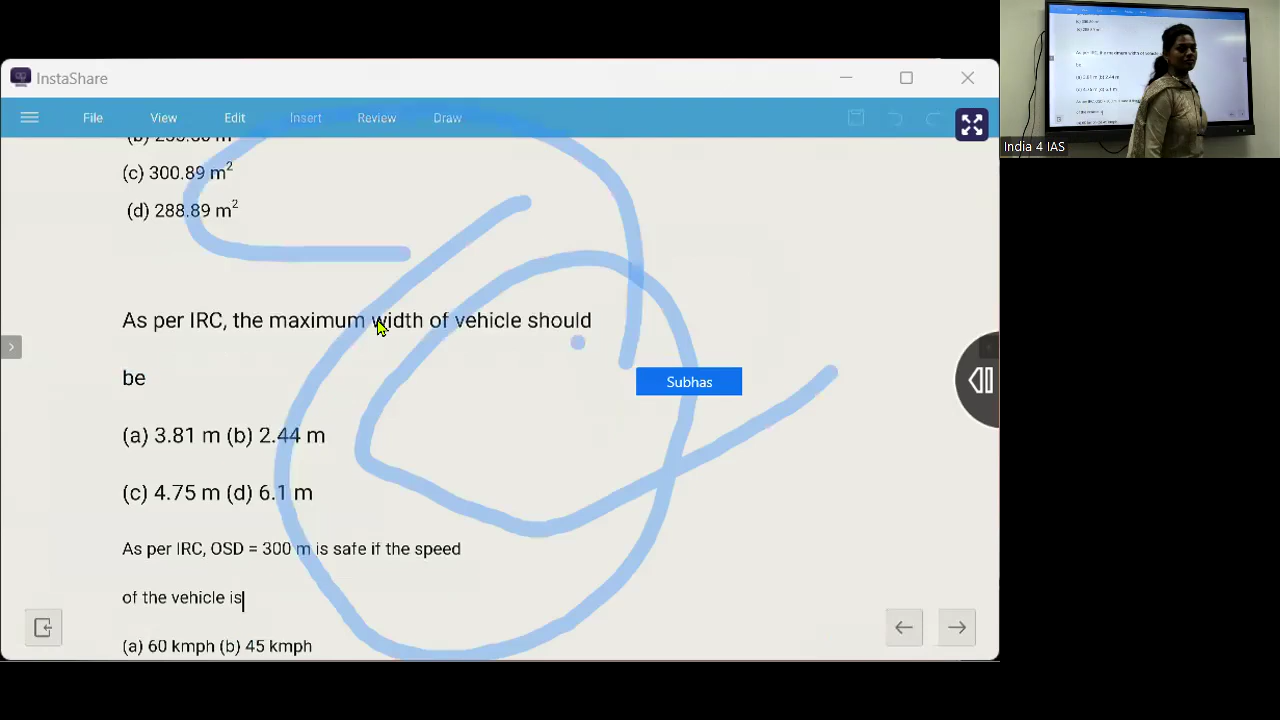 InstaShare
File View Edit Insert Review Draw
(c) 300.89 m²
(d) 288.89 m²
As per IRC, the maximum width of vehicle should
be
Subhas
(a) 3.81 m (b) 2.44 m
(c) 4.75 m (d) 6.1 m
As per IRC, OSD = 300 m is safe if the speed
of the vehicle is
(a) 60 kmph (b) 45 kmph
India 4 IAS